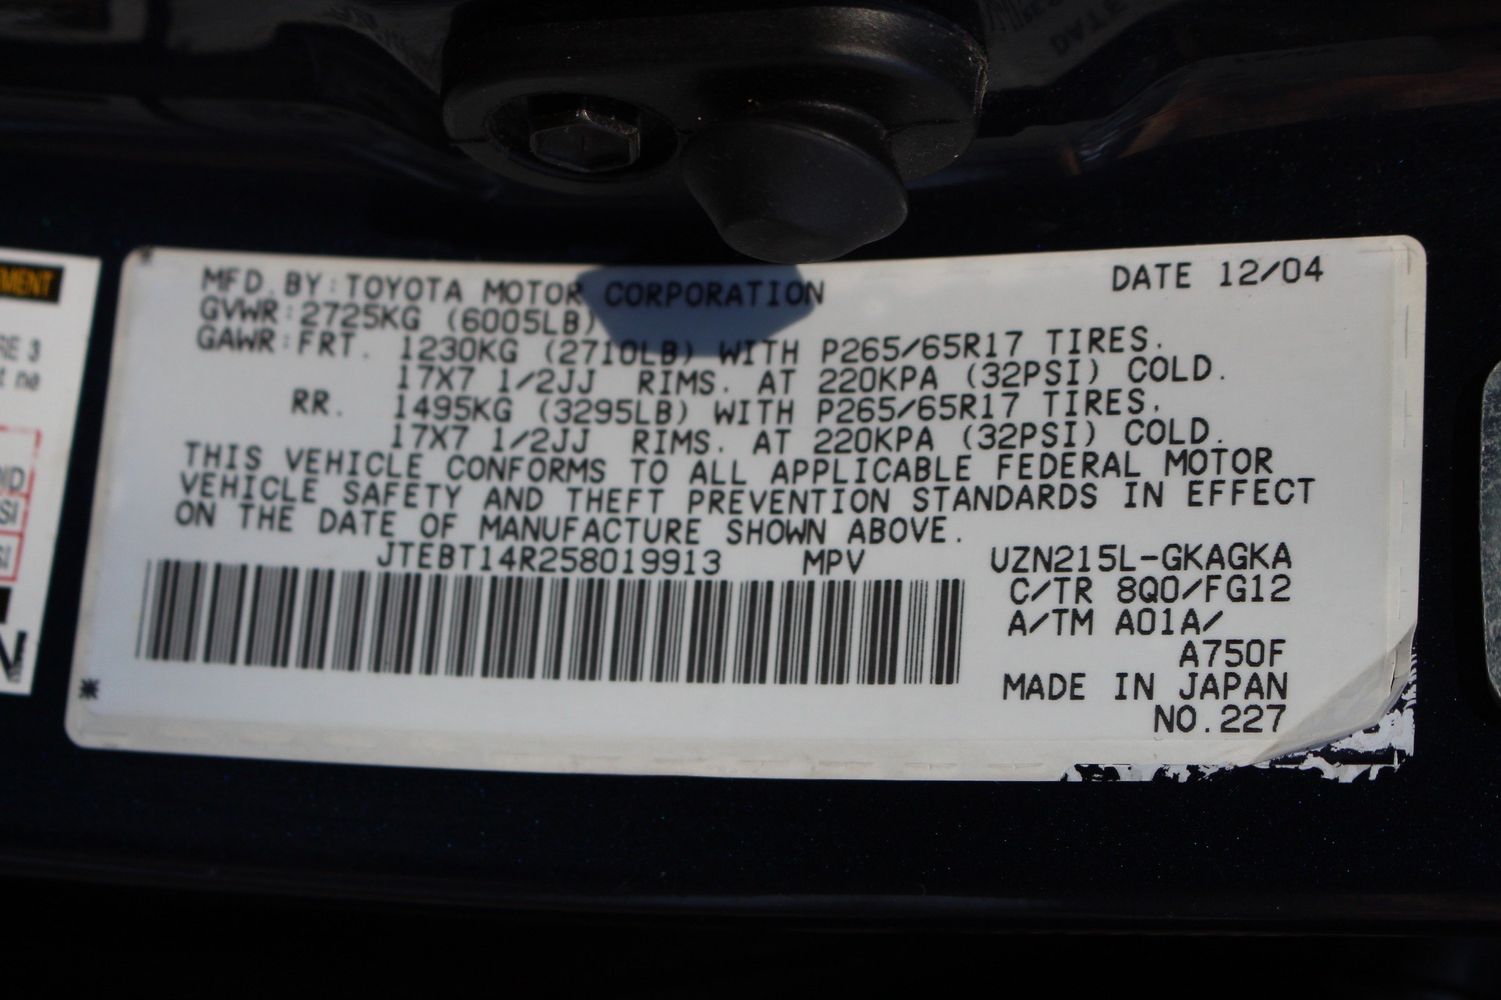 MFD. BY: TOYOTA MOTOR CORPORATION
DATE 12/04
GVWR: 2725KG (6005LB)
GAWR: FRT. 1230KG (2710LB) WITH P265/65R17 TIRES.
17X7 1/2JJ RIMS. AT 220KPA (32PSI) COLD.
RR. 1495KG (3295LB) WITH P265/65R17 TIRES.
17X7 1/2JJ RIMS. AT 220KPA (32PSI) COLD.
THIS VEHICLE CONFORMS TO ALL APPLICABLE FEDERAL MOTOR
VEHICLE SAFETY AND THEFT PREVENTION STANDARDS IN EFFECT
ON THE DATE OF MANUFACTURE SHOWN ABOVE.
JTEBT14R258019913 MPV UZN215L-GKAGKA
C/TR 8Q0/FG12
A/TM A01A/
A750F
MADE IN JAPAN
NO.227